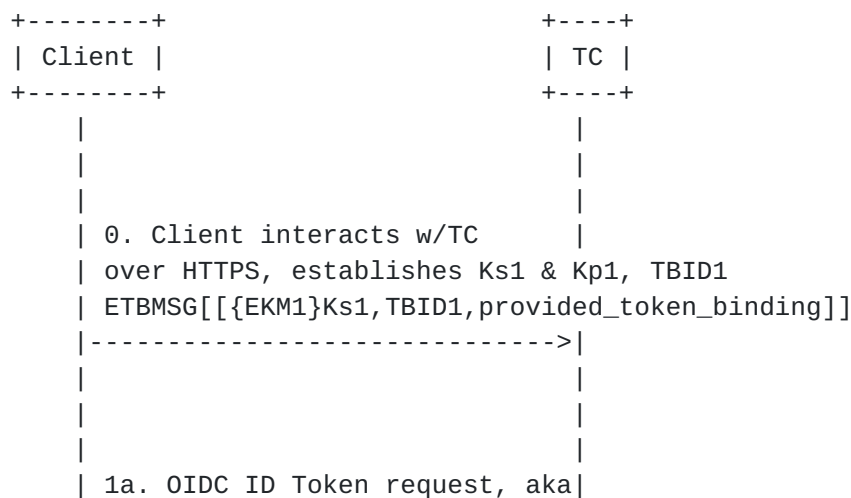 +--------+                      +----+
| Client |                      | TC |
+--------+                      +----+
    |                             |
    |                             |
    |                             |
    | 0. Client interacts w/TC    |
    | over HTTPS, establishes Ks1 & Kp1, TBID1
    | ETBMSG[[{EKM1}Ks1,TBID1,provided_token_binding]]
    |---------------------------->|
    |                             |
    |                             |
    |                             |
    | 1a. OIDC ID Token request, aka|